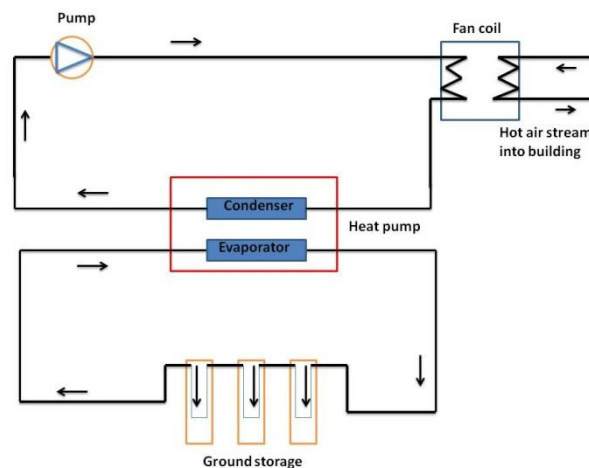 Pump
Fan coil
Hot air stream
into building
Condenser
Heat pump
Evaporator
Ground storage